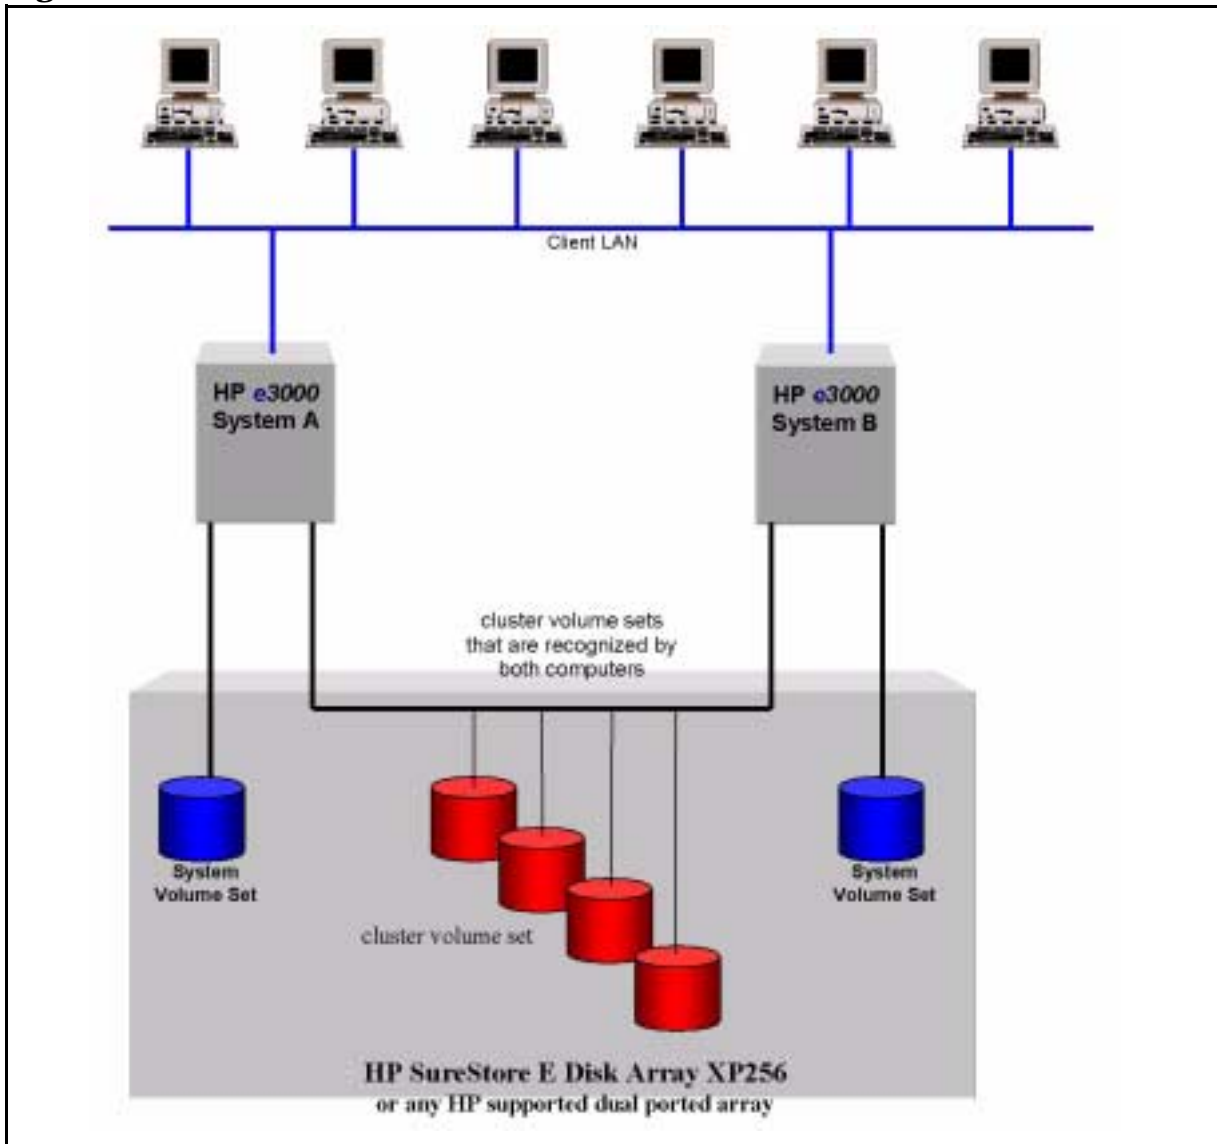 Client LAN
HP e3000
System A
HP e3000
System B
cluster volume sets
that are recognized by
both computers
System
Volume Set
System
Volume Set
cluster volume set
HP SureStore E Disk Array XP256
or any HP supported dual ported array